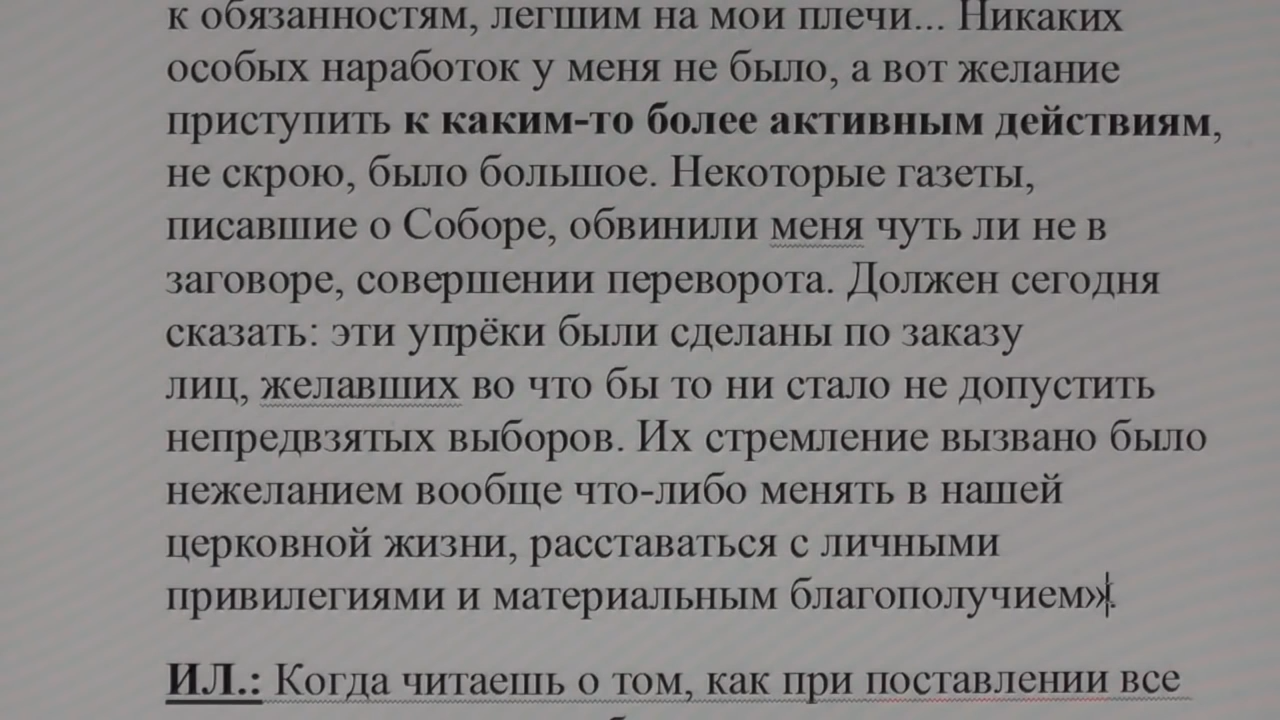 к обязанностям, легшим на мои плечи... Никаких
особых наработок у меня не было, а вот желание
приступить к каким-то более активным действиям,
не скрою, было большое. Некоторые газеты,
писавшие о Соборе, обвинили меня чуть ли не в
заговоре, совершении переворота. Должен сегодня
сказать: эти упрёки были сделаны по заказу
лиц, желавших во что бы то ни стало не допустить
непредвзятых выборов. Их стремление вызвано было
нежеланием вообще что-либо менять в нашей
церковной жизни, расставаться с личными
привилегиями и материальным благополучием».
ИЛ.: Когда читаешь о том, как при поставлении все